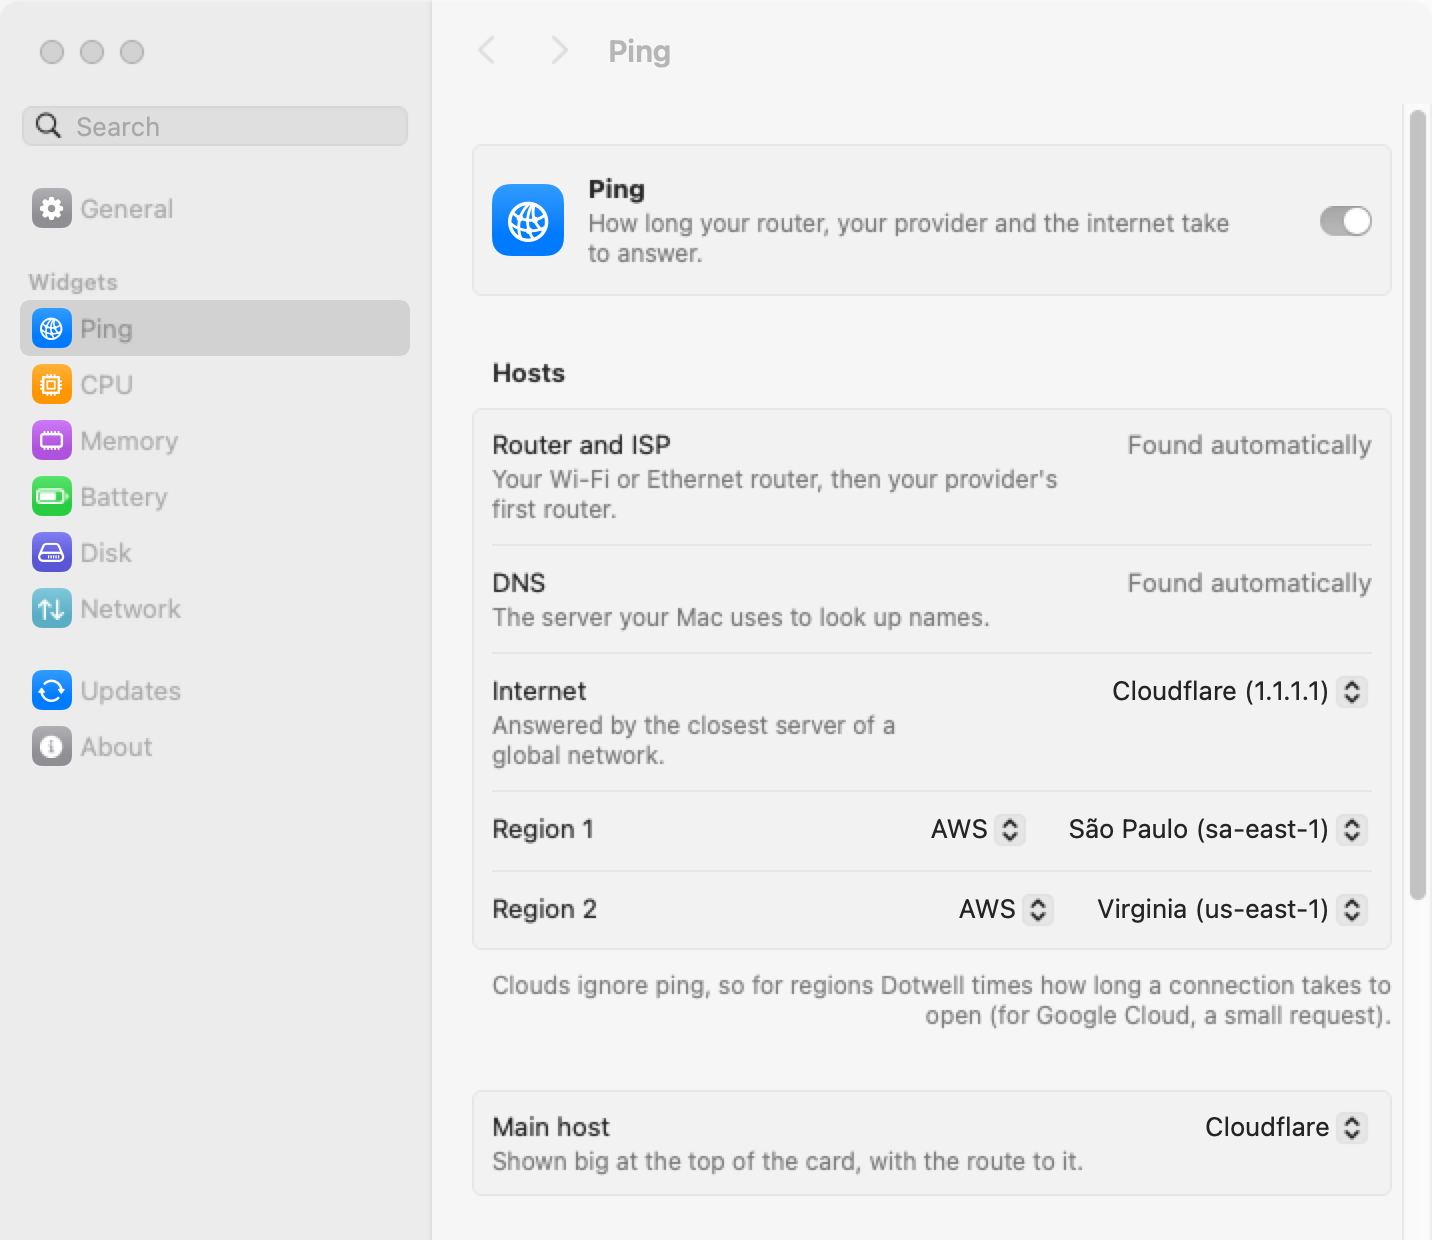 Ping
Search
General
Widgets
Ping
CPU
Memory
Battery
Disk
Network
Updates
About
Ping
How long your router, your provider and the internet take
to answer.
Hosts
Router and ISP
Found automatically
Your Wi-Fi or Ethernet router, then your provider's
first router.
DNS
Found automatically
The server your Mac uses to look up names.
Internet
Cloudflare (1.1.1.1)
Answered by the closest server of a
global network.
Region 1
AWS
São Paulo (sa-east-1)
Region 2
AWS
Virginia (us-east-1)
Clouds ignore ping, so for regions Dotwell times how long a connection takes to
open (for Google Cloud, a small request).
Main host
Cloudflare
Shown big at the top of the card, with the route to it.